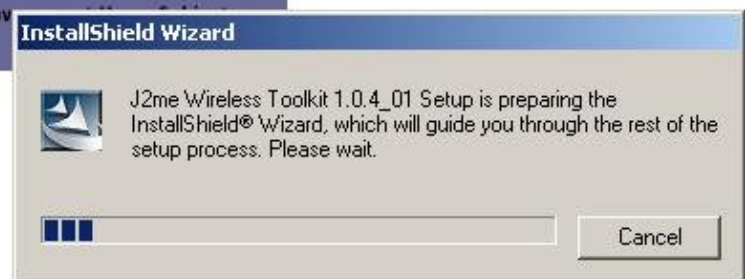 InstallShield Wizard
J2me Wireless Toolkit 1.0.4_01 Setup is preparing the
InstallShield® Wizard, which will guide you through the rest of the
setup process. Please wait.
Cancel